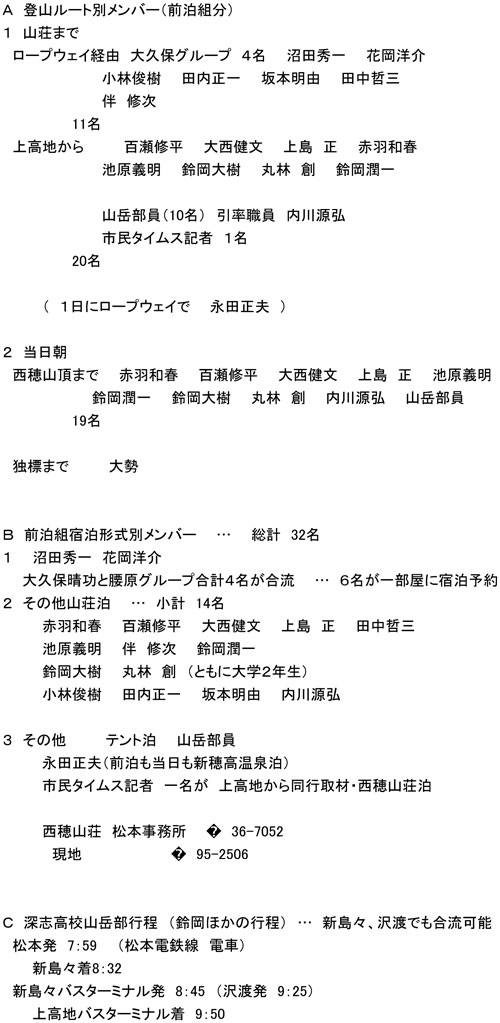 A 登山ルート別メンバー(前泊組分)
1 山荘まで
ロープウェイ経由 大久保グループ 4名 沼田秀一 花岡洋介
小林俊樹 田内正一 坂本明由 田中哲三
伴 修次
11名
上高地から 百瀬修平 大西健文 上島 正 赤羽和春
池原義明 鈴岡大樹 丸林 創 鈴岡潤一
山岳部員(10名) 引率職員 内川源弘
市民タイムス記者 1名
20名
( 1日にロープウェイで 永田正夫 )
2 当日朝
西穂山頂まで 赤羽和春 百瀬修平 大西健文 上島 正 池原義明
鈴岡潤一 鈴岡大樹 丸林 創 内川源弘 山岳部員
19名
独標まで 大勢
B 前泊組宿泊形式別メンバー … 総計 32名
1 沼田秀一 花岡洋介
大久保晴功と腰原グループ合計4名が合流 … 6名が一部屋に宿泊予約
2 その他山荘泊 … 小計 14名
赤羽和春 百瀬修平 大西健文 上島 正 田中哲三
池原義明 伴 修次 鈴岡潤一
鈴岡大樹 丸林 創 (ともに大学2年生)
小林俊樹 田内正一 坂本明由 内川源弘
3 その他 テント泊 山岳部員
永田正夫(前泊も当日も新穂高温泉泊)
市民タイムス記者 一名が 上高地から同行取材・西穂山荘泊
西穂山荘 松本事務所 � 36-7052
現地 � 95-2506
C 深志高校山岳部行程 (鈴岡ほかの行程) … 新島々、沢渡でも合流可能
松本発 7:59 (松本電鉄線 電車)
新島々着8:32
新島々バスターミナル発 8:45 (沢渡発 9:25)
上高地バスターミナル着 9:50